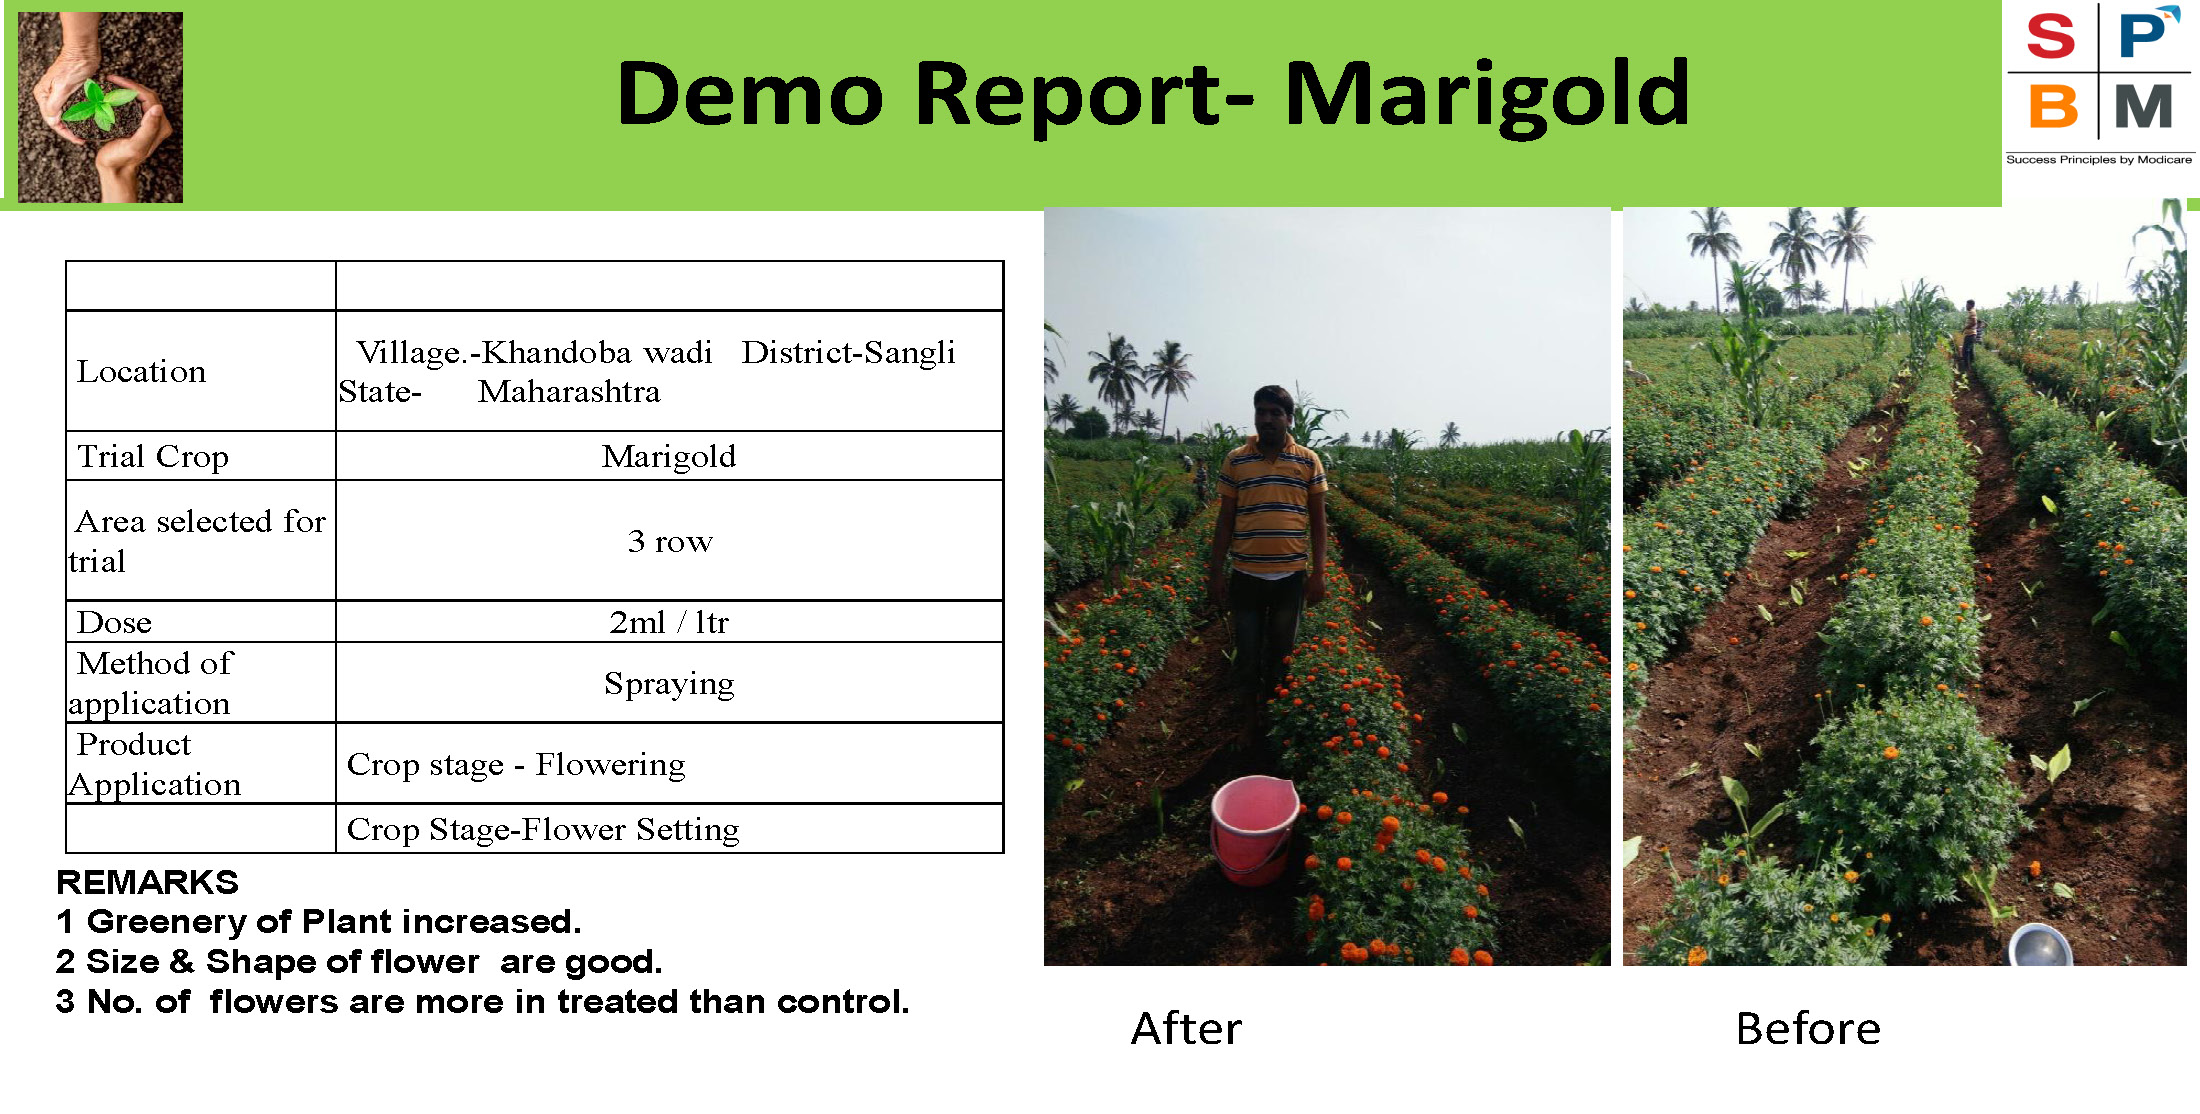 Demo Report- Marigold
S P
B M
Success Principles by Modicare
Location
Village.-Khandoba wadi District-Sangli
State- Maharashtra
Trial Crop
Marigold
Area selected for
trial
3 row
Dose
2ml / ltr
Method of
application
Spraying
Product
Application
Crop stage - Flowering
Crop Stage-Flower Setting
REMARKS
1 Greenery of Plant increased.
2 Size & Shape of flower are good.
3 No. of flowers are more in treated than control.
After
Before